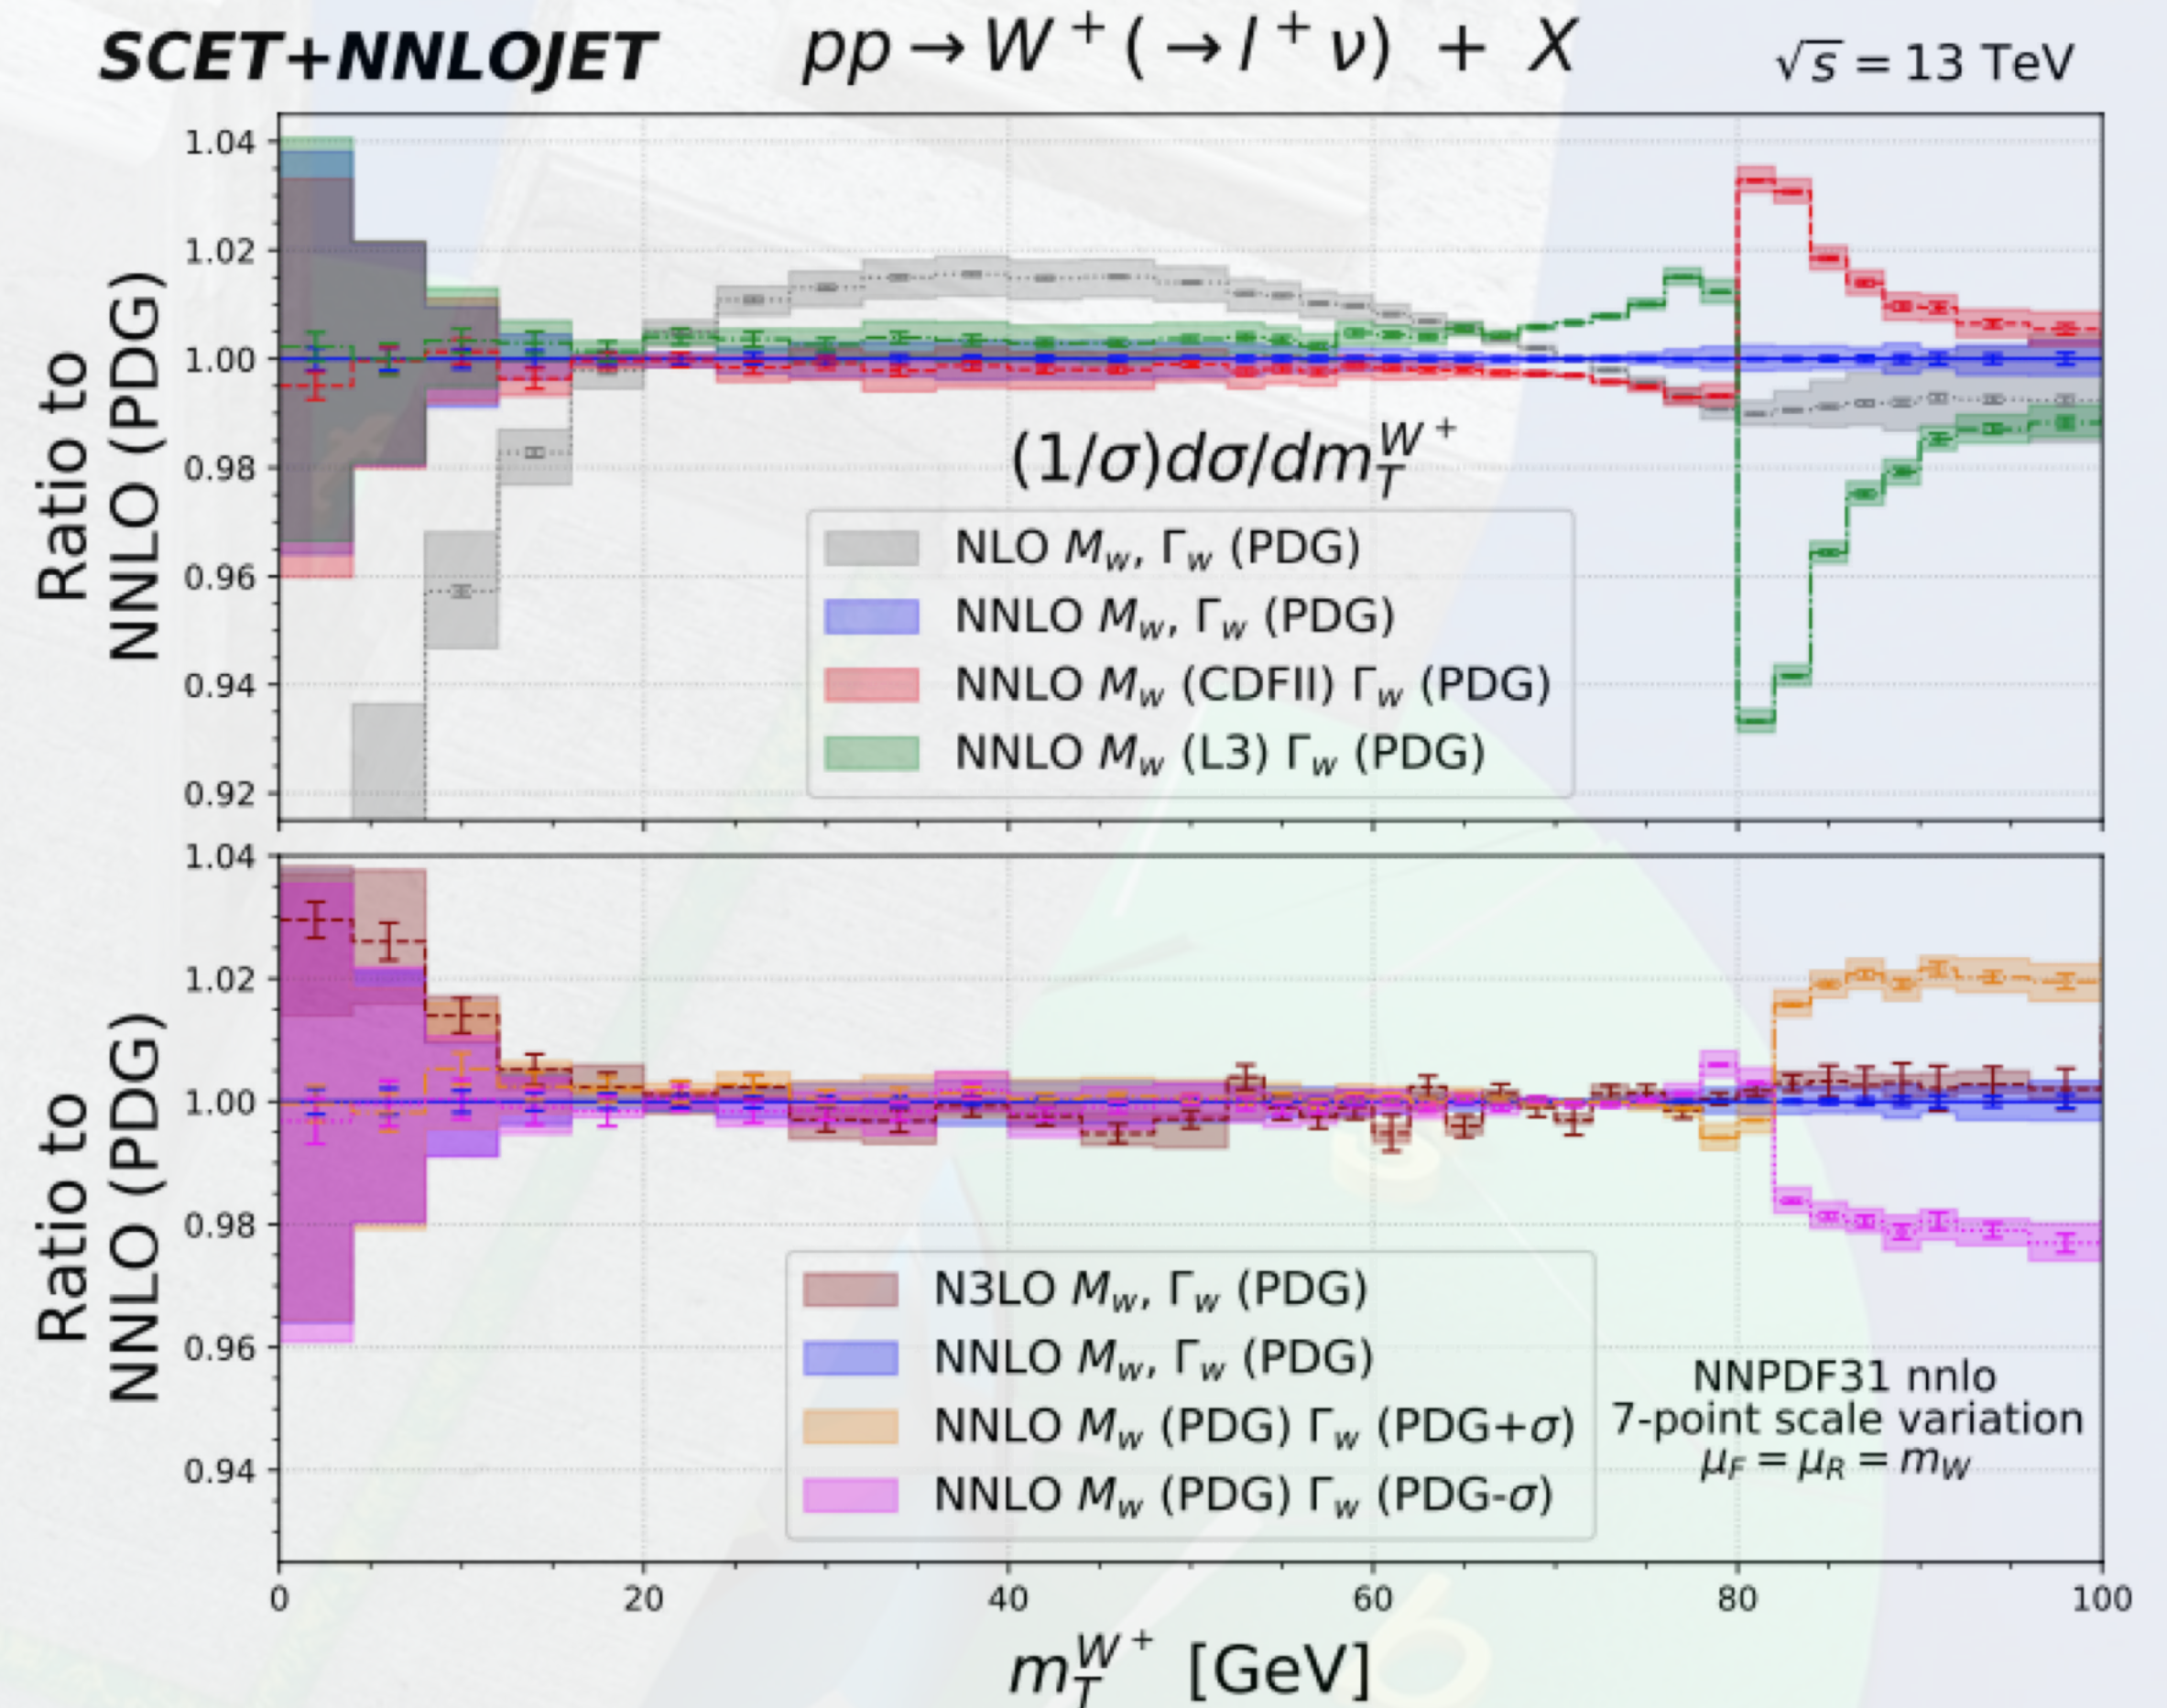 SCET+NNLOJET pp → W⁺(→ l⁺ν) + X √s = 13 TeV
Ratio to
NNLO (PDG)
1.04
1.02
1.00
0.98
0.96
0.94
0.92
(1/σ)dσ/dm_T^{W⁺}
NLO M_w, Γ_w (PDG)
NNLO M_w, Γ_w (PDG)
NNLO M_w (CDFII) Γ_w (PDG)
NNLO M_w (L3) Γ_w (PDG)
Ratio to
NNLO (PDG)
1.04
1.02
1.00
0.98
0.96
0.94
N3LO M_w, Γ_w (PDG)
NNLO M_w, Γ_w (PDG)
NNLO M_w (PDG) Γ_w (PDG+σ)
NNLO M_w (PDG) Γ_w (PDG-σ)
NNPDF31 nnlo
7-point scale variation
μ_F = μ_R = m_W
0 20 40 60 80 100
m_T^{W⁺} [GeV]